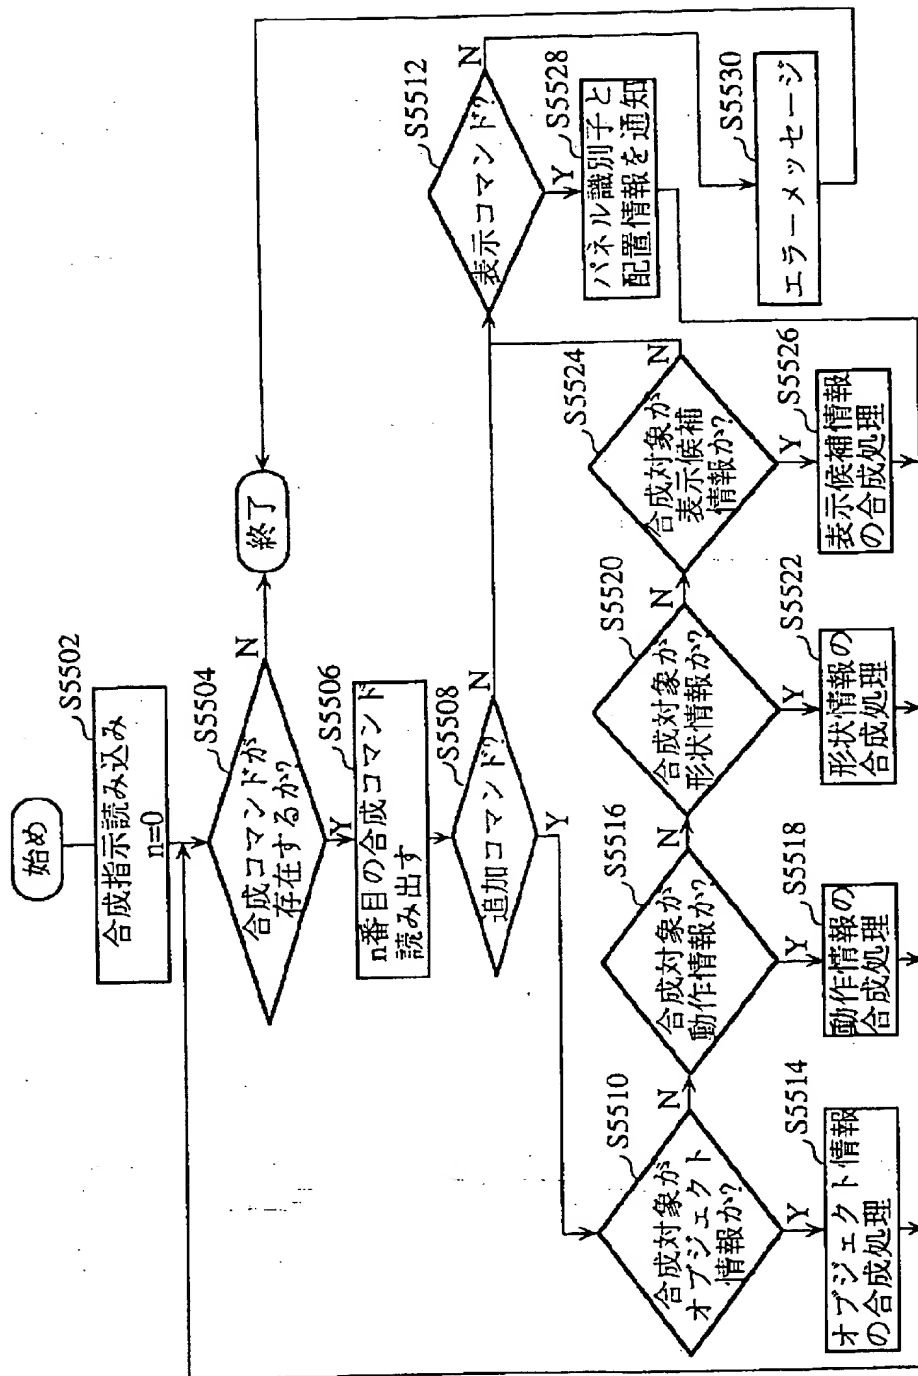 始め
S5502
合成指示読み込み
n=0
S5504
合成コマンドが
存在するか?
N
終了
Y
S5506
n番目の合成コマンド
読み出す
S5508
追加コマンド?
N
Y
S5512
表示コマンド?
N
Y
S5528
パネル識別子と
配置情報を通知
S5530
エラーメッセージ
S5510
合成対象が
オブジェクト
情報か?
N
Y
S5514
オブジェクト情報
の合成処理
S5516
合成対象か
動作情報か?
N
Y
S5518
動作情報の
合成処理
S5520
合成対象が
形状情報か?
N
Y
S5522
形状情報の
合成処理
S5524
合成対象が
表示候補
情報か?
N
Y
S5526
表示候補情報
の合成処理